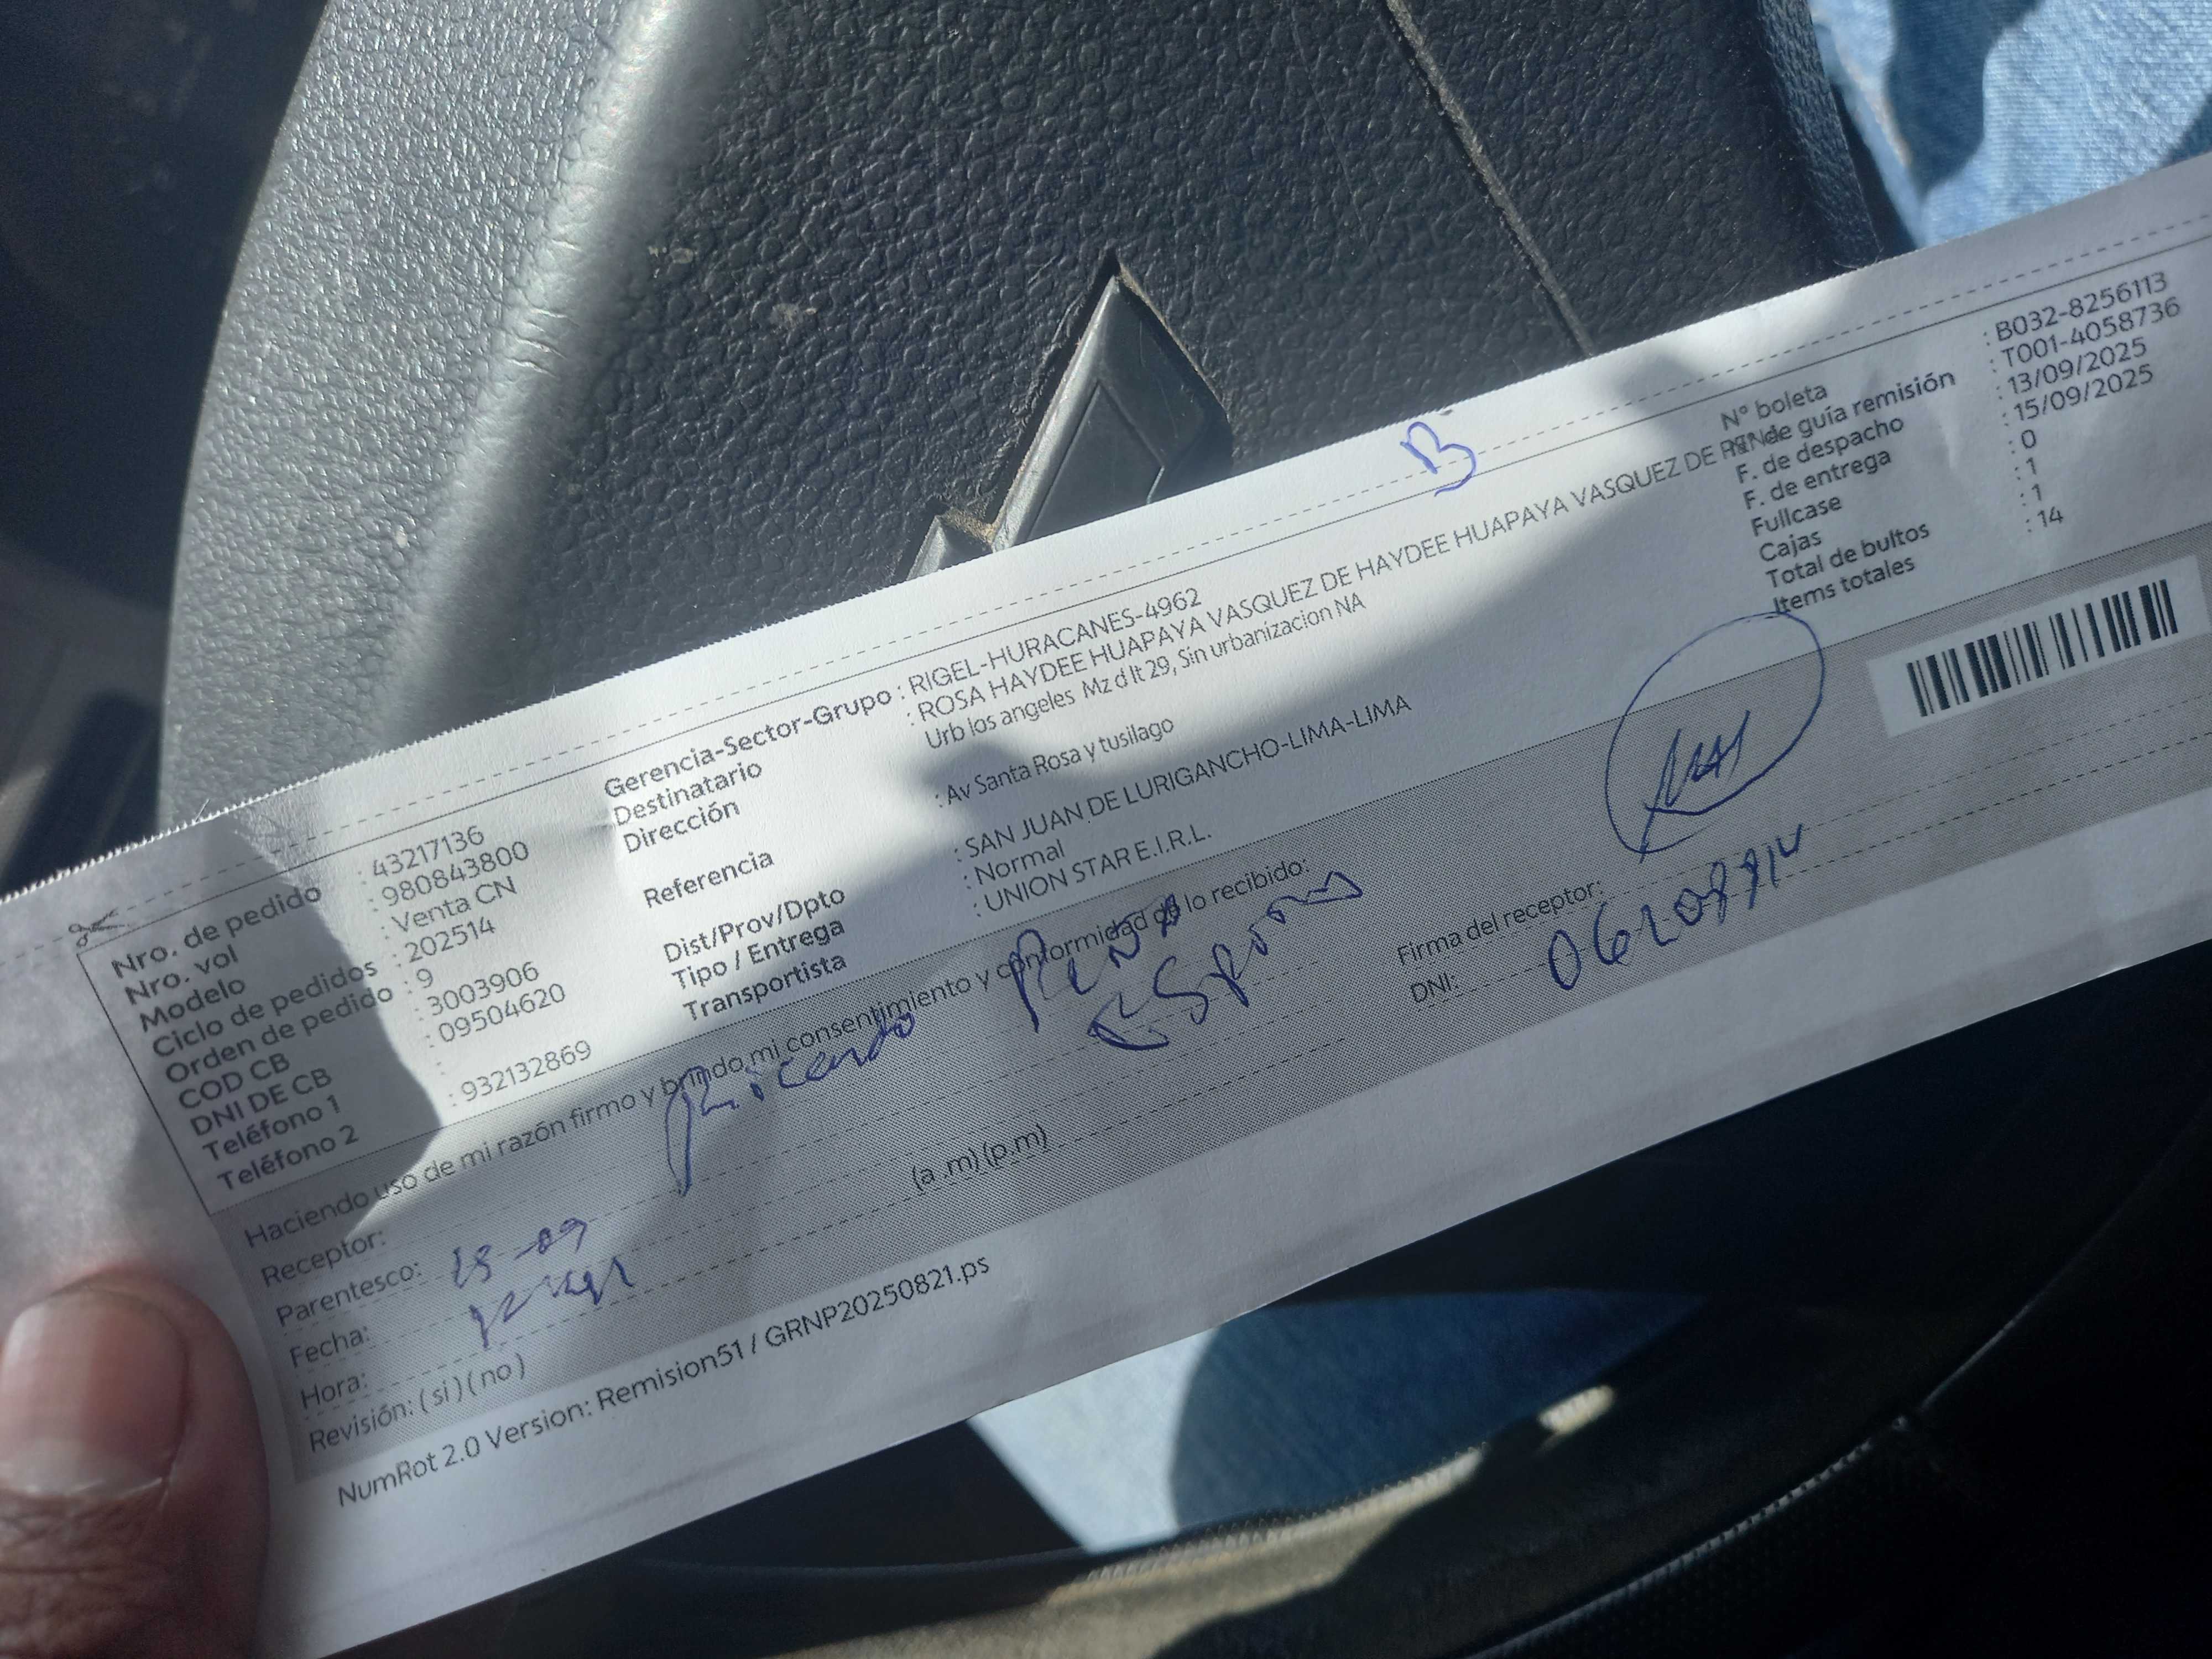 B
Nro. de pedido : 43217136
Nro. vol : 980843800
Modelo : Venta CN
Ciclo de pedidos : 202514
Orden de pedido : 9
COD CB : 3003906
DNI DE CB : 09504620
Teléfono 1 :
Teléfono 2 : 932132869
Gerencia-Sector-Grupo : RIGEL-HURACANES-4962
Destinatario : ROSA HAYDEE HUAPAYA VASQUEZ DE HAYDEE HUAPAYA VASQUEZ DE
Dirección Urb los angeles Mz d lt 29, Sin urbanizacion NA
Referencia : Av Santa Rosa y tusilago
Dist/Prov/Dpto : SAN JUAN DE LURIGANCHO-LIMA-LIMA
Tipo / Entrega : Normal
Transportista : UNION STAR E.I.R.L.
N° boleta : B032-8256113
N° de guía remisión : T001-4058736
F. de despacho : 13/09/2025
F. de entrega : 15/09/2025
Fullcase : 0
Cajas : 1
Total de bultos : 1
Items totales : 14
Haciendo uso de mi razón firmo y brindo mi consentimiento y conformidad de lo recibido:
Receptor: Ricardo Pina
Parentesco: Esposo
Fecha: 15-09
Hora: (a .m) (p.m)
Revisión: ( si ) ( no )
Firma del receptor:
DNI:
NumRot 2.0 Version: Remision51 / GRNP20250821.ps